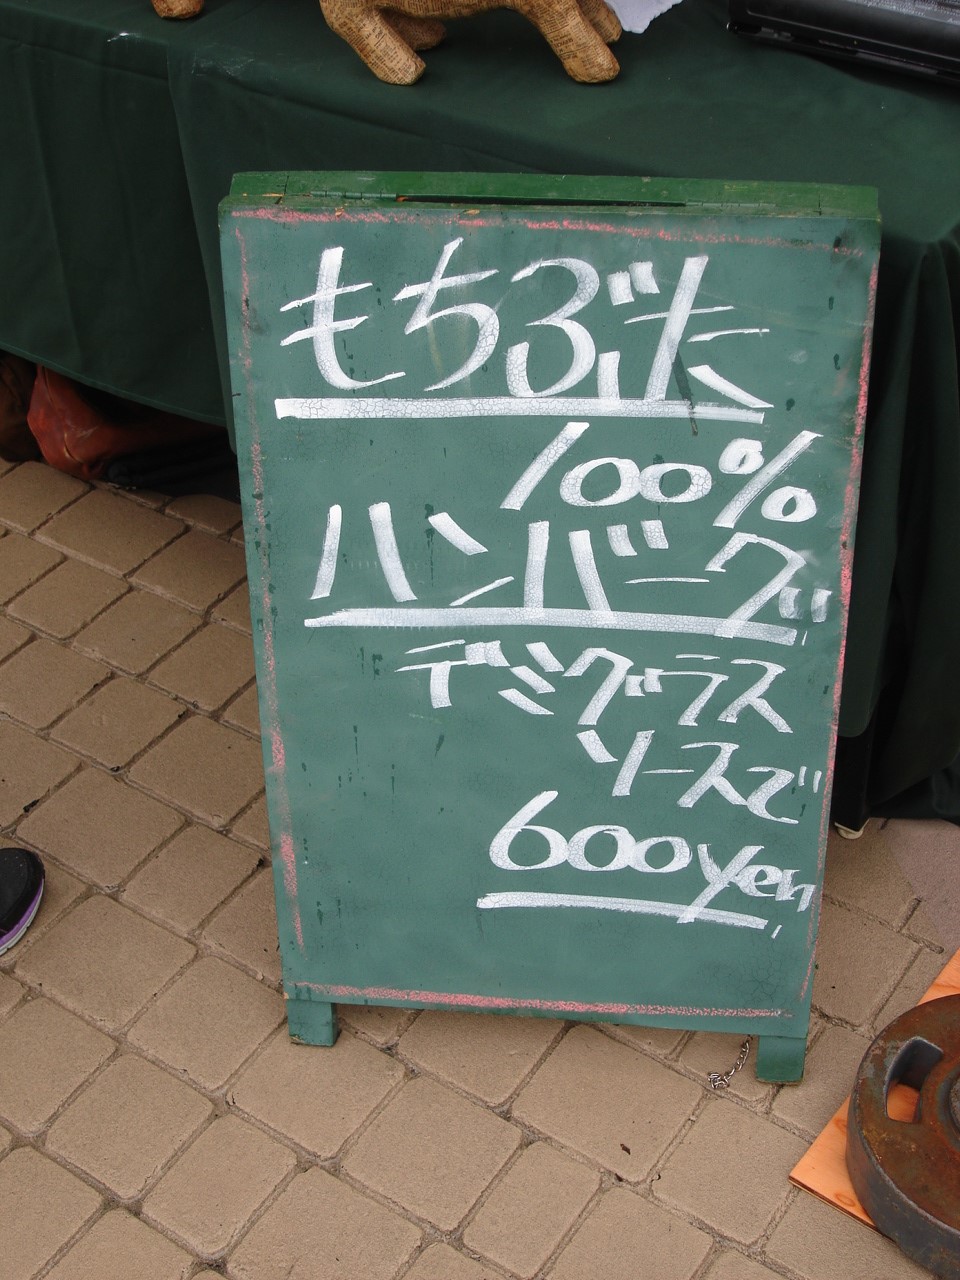 もちぶた
100%
ハンバーグ
デミグラス
ソースで
600yen